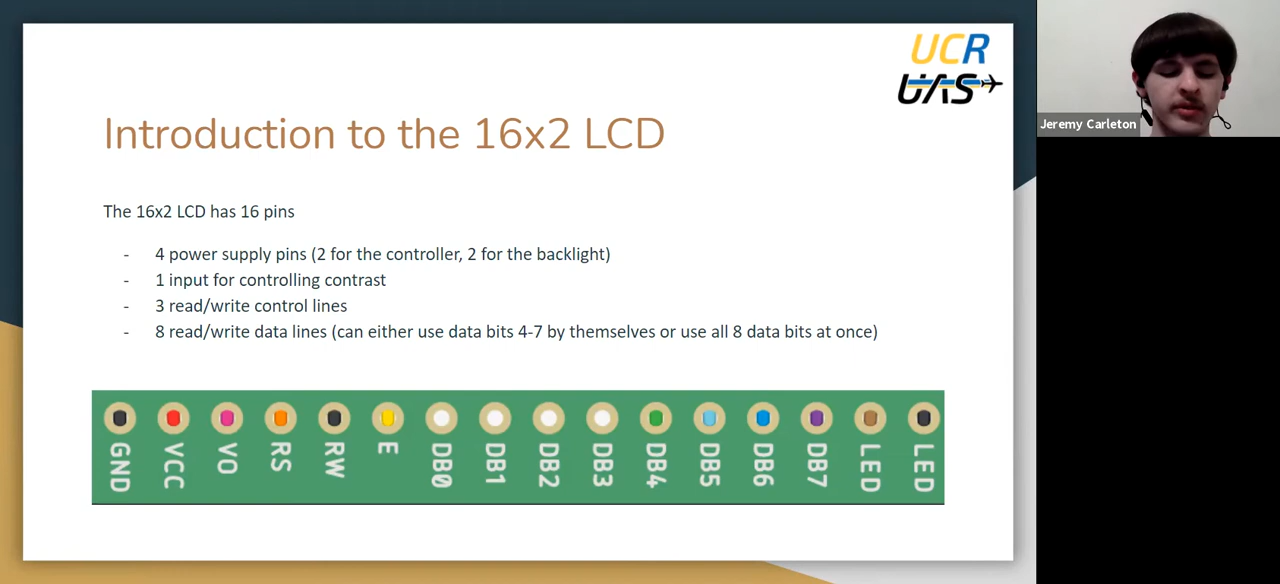 UCR
UAS
Jeremy Carleton
Introduction to the 16x2 LCD
The 16x2 LCD has 16 pins
- 4 power supply pins (2 for the controller, 2 for the backlight)
- 1 input for controlling contrast
- 3 read/write control lines
- 8 read/write data lines (can either use data bits 4-7 by themselves or use all 8 data bits at once)
GND
VCC
VO
RS
RW
E
DB0
DB1
DB2
DB3
DB4
DB5
DB6
DB7
LED
LED